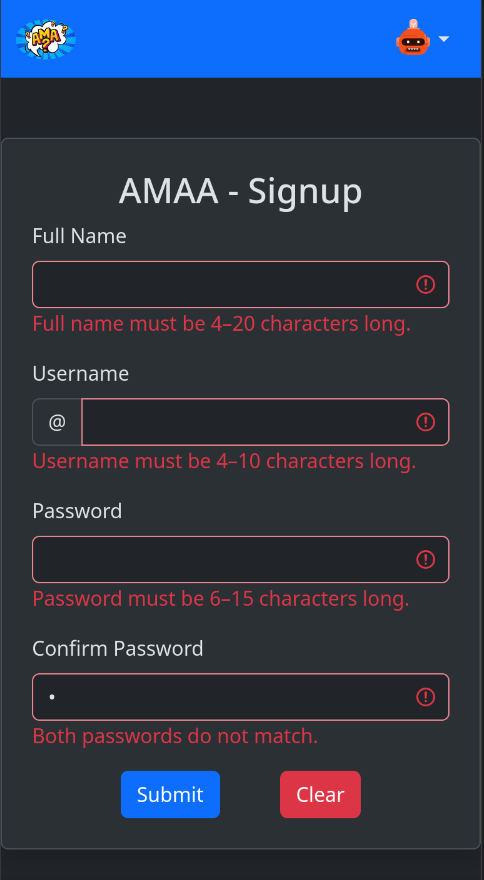 AMA
?
AMAA - Signup
Full Name
Full name must be 4–20 characters long.
Username
@
Username must be 4–10 characters long.
Password
Password must be 6–15 characters long.
Confirm Password
•
Both passwords do not match.
Submit Clear